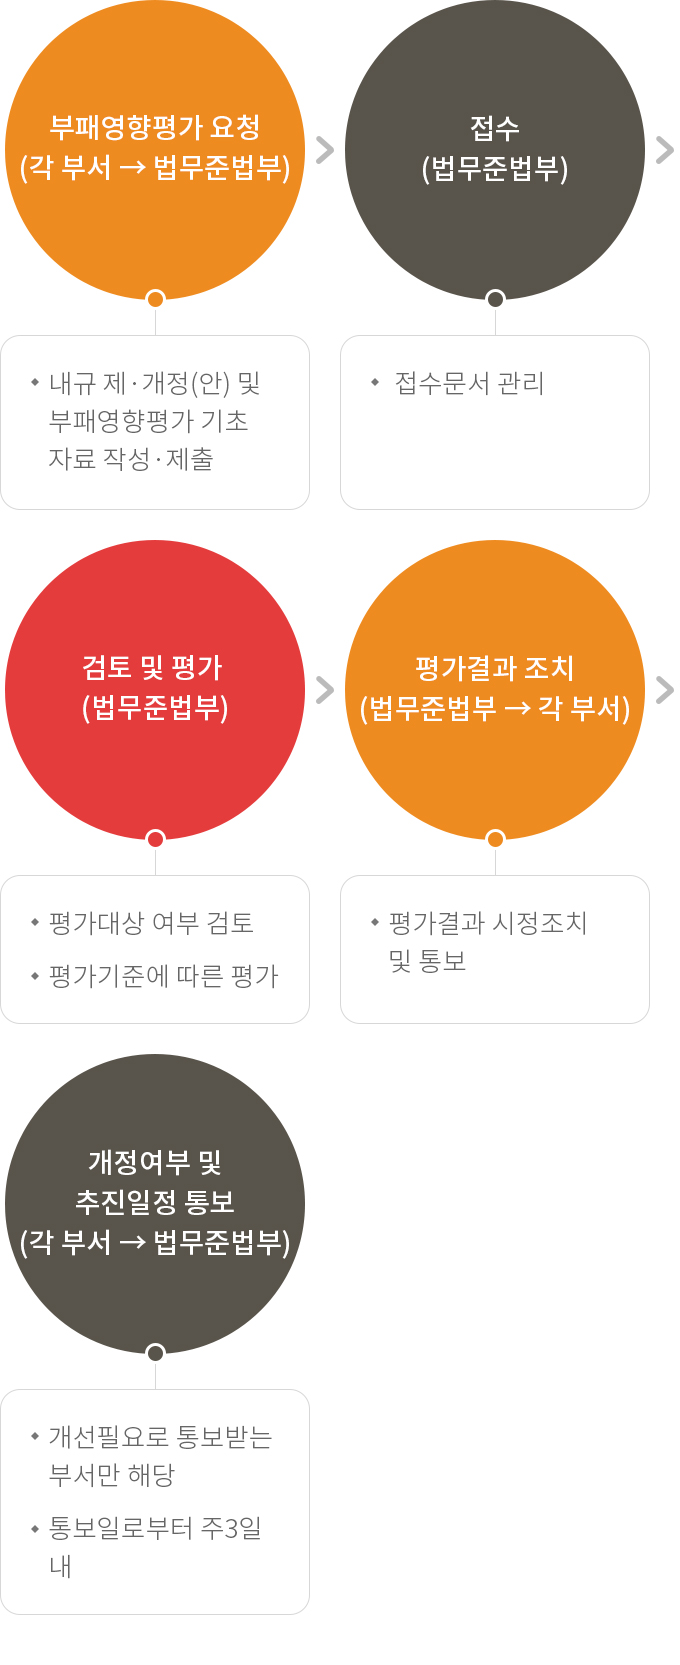 부패영향평가 요청
(각 부서 → 법무준법부)
내규 제·개정(안) 및
부패영향평가 기초
자료 작성·제출
접수
(법무준법부)
접수문서 관리
검토 및 평가
(법무준법부)
평가대상 여부 검토
평가기준에 따른 평가
평가결과 조치
(법무준법부 → 각 부서)
평가결과 시정조치
및 통보
개정여부 및
추진일정 통보
(각 부서 → 법무준법부)
개선필요로 통보받는
부서만 해당
통보일로부터 주3일
내